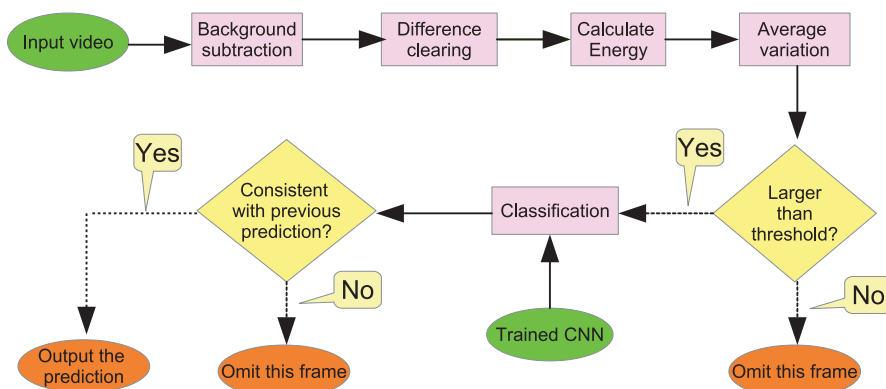 Input video
Background
subtraction
Difference
clearing
Calculate
Energy
Average
variation
Yes
Consistent
with previous
prediction?
Classification
Yes
Larger
than
threshold?
No
No
Output the
prediction
Omit this frame
Trained CNN
Omit this frame